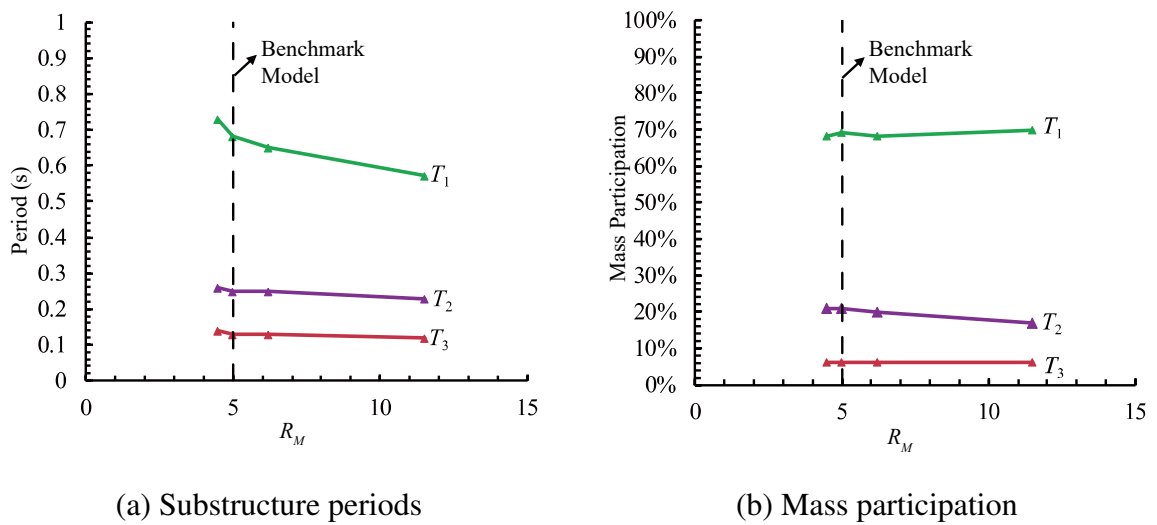 1
0.9
0.8
0.7
0.6
0.5
0.4
0.3
0.2
0.1
0
Period (s)
Benchmark
Model
T1
T2
T3
0 5 10 15
RM
(a) Substructure periods
100%
90%
80%
70%
60%
50%
40%
30%
20%
10%
0%
Mass Participation
Benchmark
Model
T1
T2
T3
0 5 10 15
RM
(b) Mass participation